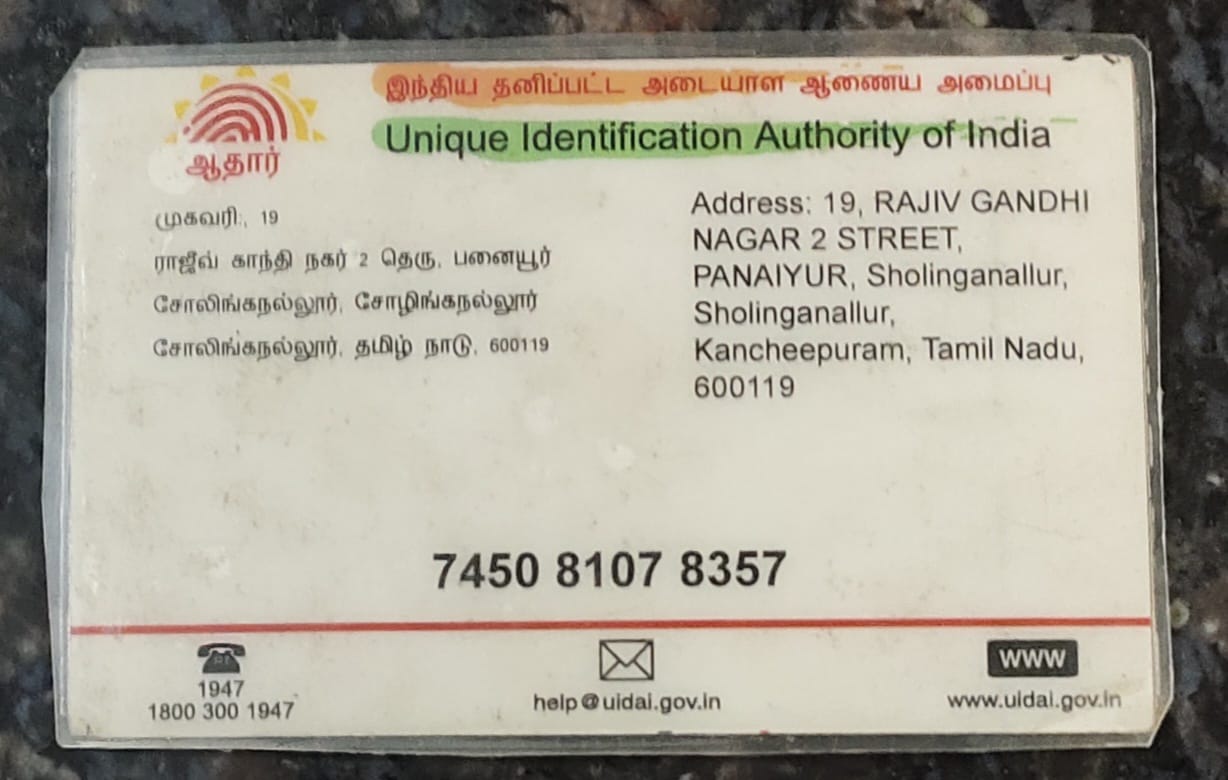 இந்திய தனிப்பட்ட அடையாள ஆணைய அமைப்பு
Unique Identification Authority of India
ஆதார்
முகவரி:, 19
ராஜீவ் காந்தி நகர் 2 தெரு, பனையூர்
சோலிங்கநல்லூர், சோழிங்கநல்லூர்
சோலிங்கநல்லூர், தமிழ் நாடு, 600119
Address: 19, RAJIV GANDHI
NAGAR 2 STREET,
PANAIYUR, Sholinganallur,
Sholinganallur,
Kancheepuram, Tamil Nadu,
600119
7450 8107 8357
1947
1800 300 1947
help@uidai.gov.in
WWW
www.uidai.gov.in